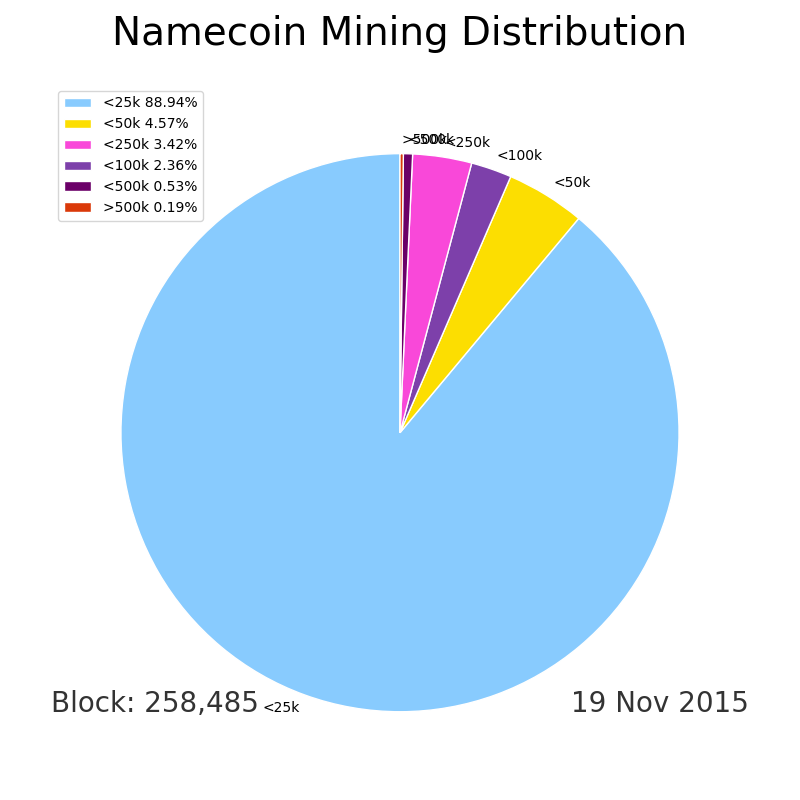 Namecoin Mining Distribution
<25k 88.94%
<50k 4.57%
<250k 3.42%
<100k 2.36%
<500k 0.53%
>500k 0.19%
>500k
<500k
<250k
<100k
<50k
Block: 258,485
<25k
19 Nov 2015